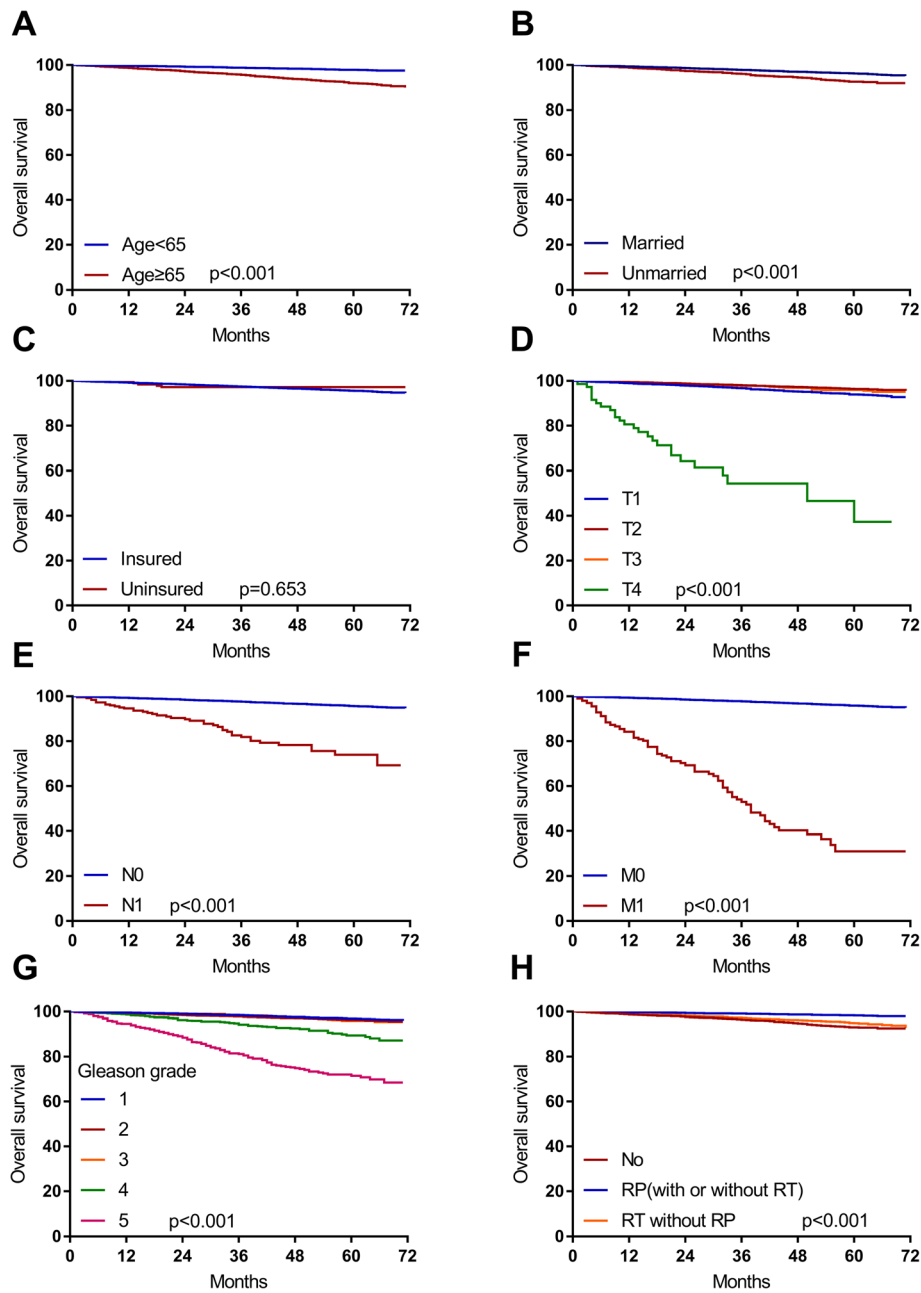 A
Overall survival
100
80
60
40
20
0
Age<65
Age≥65 p<0.001
0 12 24 36 48 60 72
Months
B
Overall survival
100
80
60
40
20
0
Married
Unmarried p<0.001
0 12 24 36 48 60 72
Months
C
Overall survival
100
80
60
40
20
0
Insured
Uninsured p=0.653
0 12 24 36 48 60 72
Months
D
Overall survival
100
80
60
40
20
0
T1
T2
T3
T4 p<0.001
0 12 24 36 48 60 72
Months
E
Overall survival
100
80
60
40
20
0
N0
N1 p<0.001
0 12 24 36 48 60 72
Months
F
Overall survival
100
80
60
40
20
0
M0
M1 p<0.001
0 12 24 36 48 60 72
Months
G
Overall survival
100
80
60
40
20
0
Gleason grade
1
2
3
4
5 p<0.001
0 12 24 36 48 60 72
Months
H
Overall survival
100
80
60
40
20
0
No
RP(with or without RT)
RT without RP p<0.001
0 12 24 36 48 60 72
Months